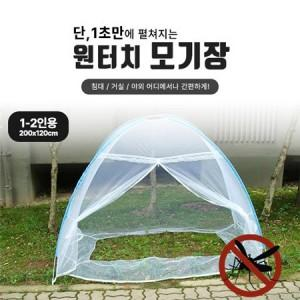 단,1초만에 펼쳐지는
원터치 모기장
침대 / 거실 / 야외 어디에서나 간편하게!
1-2인용
200x120cm